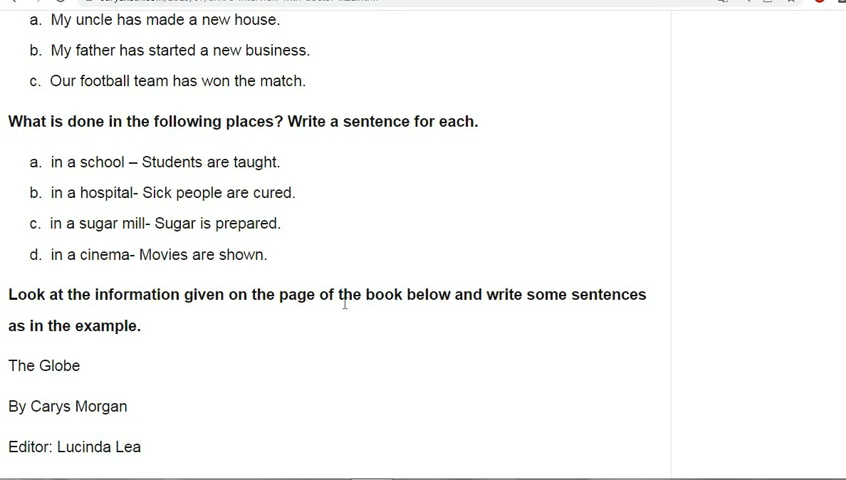 a. My uncle has made a new house.
b. My father has started a new business.
c. Our football team has won the match.
What is done in the following places? Write a sentence for each.
a. in a school – Students are taught.
b. in a hospital- Sick people are cured.
c. in a sugar mill- Sugar is prepared.
d. in a cinema- Movies are shown.
Look at the information given on the page of the book below and write some sentences
as in the example.
The Globe
By Carys Morgan
Editor: Lucinda Lea